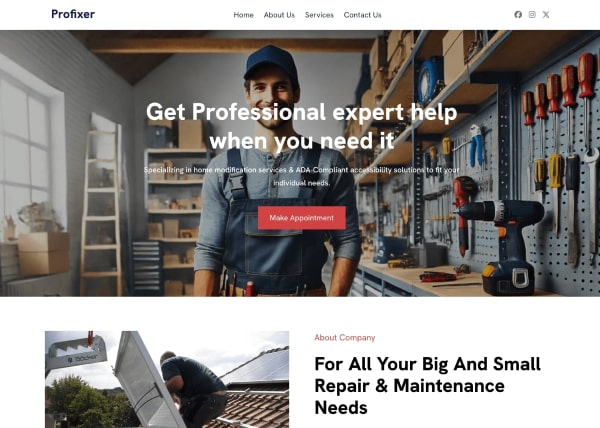 Profixer
Home About Us Services Contact Us
Get Professional expert help
when you need it
Specializing in home modification services & ADA-Compliant accessibility solutions to fit your
individual needs.
Make Appointment
About Company
For All Your Big And Small
Repair & Maintenance
Needs